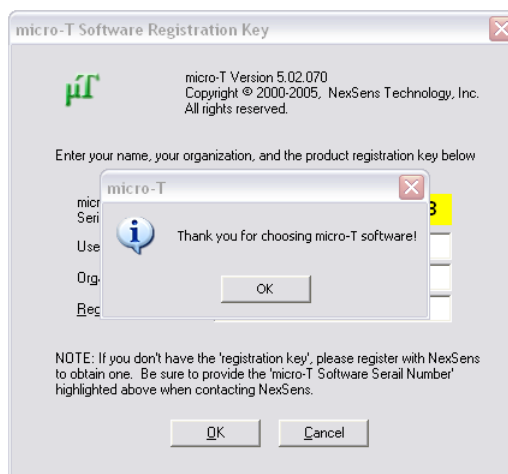 micro-T Software Registration Key
µT
micro-T Version 5.02.070
Copyright © 2000-2005, NexSens Technology, Inc.
All rights reserved.
Enter your name, your organization, and the product registration key below
micro-T
Thank you for choosing micro-T software!
OK
NOTE: If you don't have the 'registration key', please register with NexSens
to obtain one. Be sure to provide the 'micro-T Software Serail Number'
highlighted above when contacting NexSens.
OK Cancel